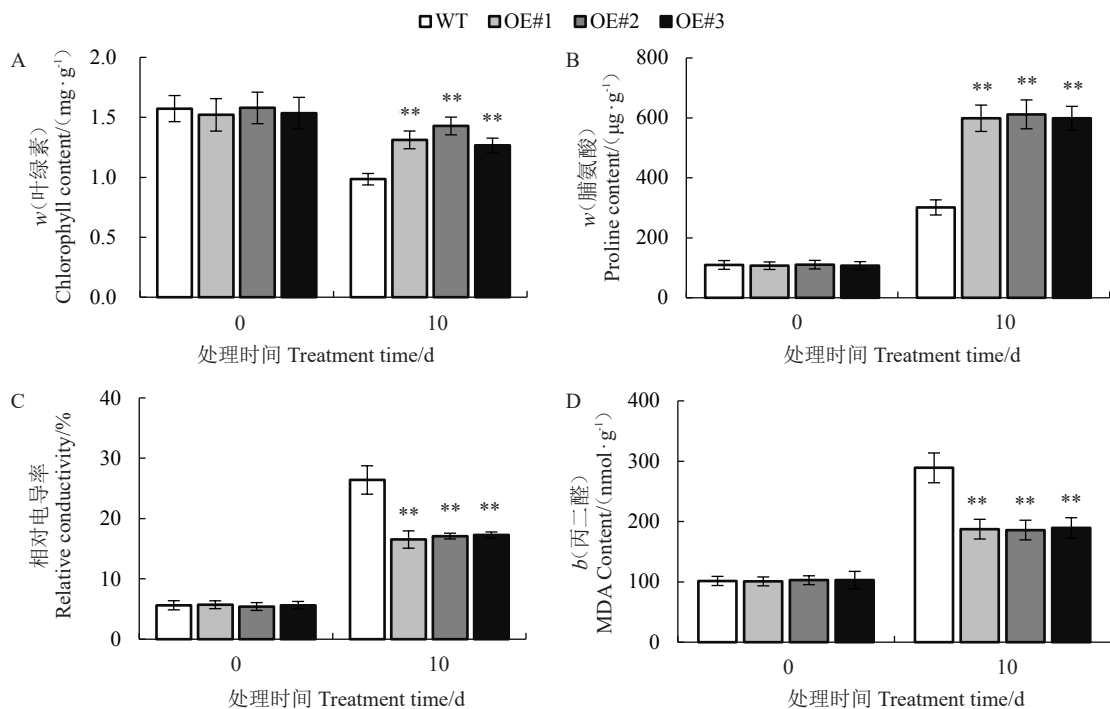 WT OE#1 OE#2 OE#3
A
2.0
1.5
1.0
0.5
0.0
w(叶绿素)
Chlorophyll content/(mg·g-1)
** ** **
0 10
处理时间 Treatment time/d
B
800
600
400
200
0
w(脯氨酸)
Proline content/(μg·g-1)
** ** **
0 10
处理时间 Treatment time/d
C
40
30
20
10
0
相对电导率
Relative conductivity/%
** ** **
0 10
处理时间 Treatment time/d
D
400
300
200
100
0
b(丙二醛)
MDA Content/(nmol·g-1)
** ** **
0 10
处理时间 Treatment time/d